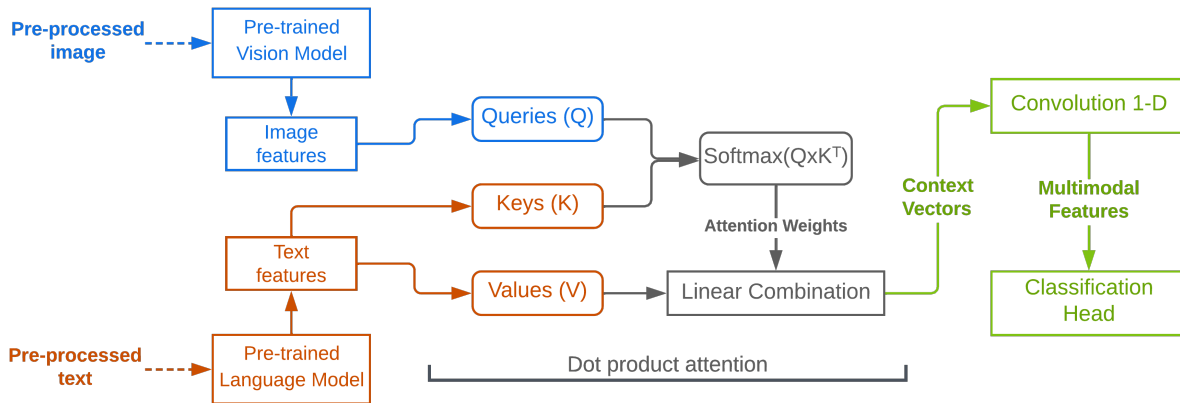 Pre-processed
image
Pre-trained
Vision Model
Image
features
Queries (Q)
Keys (K)
Text
features
Values (V)
Pre-processed
text
Pre-trained
Language Model
Softmax(QxKᵀ)
Attention Weights
Linear Combination
Dot product attention
Context
Vectors
Convolution 1-D
Multimodal
Features
Classification
Head